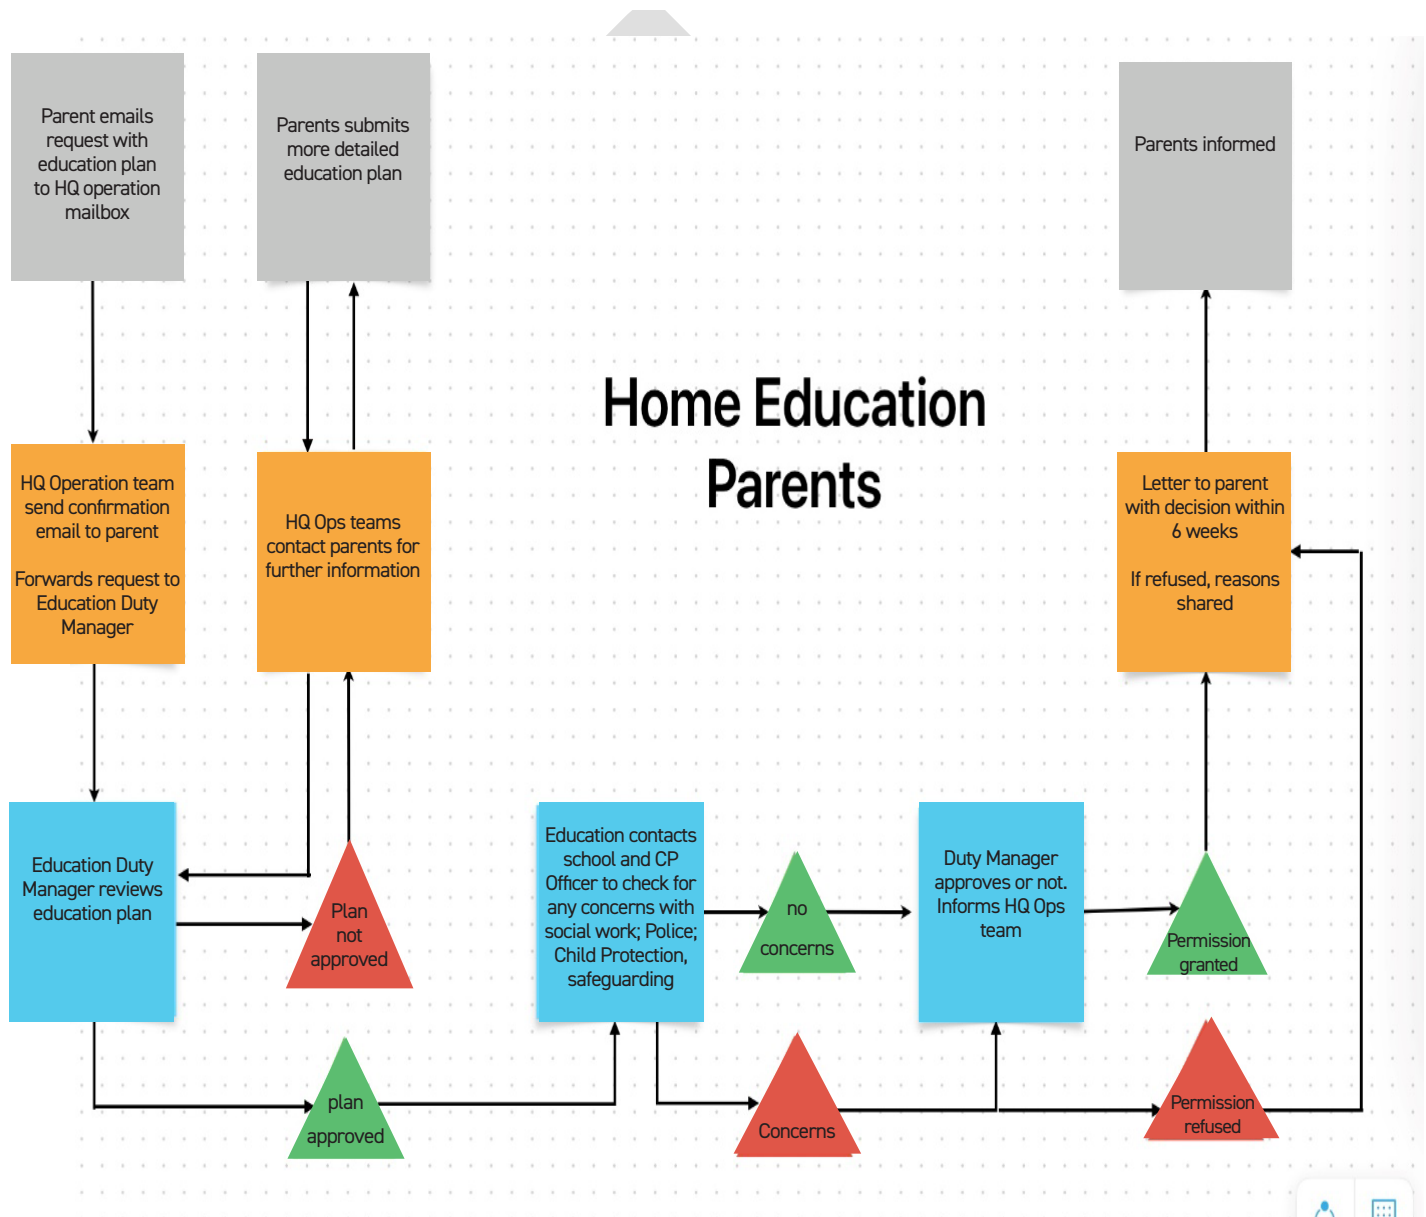 Parent emails
request with
education plan
to HQ operation
mailbox
Parents submits
more detailed
education plan
Parents informed
Home Education
Parents
HQ Operation team
send confirmation
email to parent
Forwards request to
Education Duty
Manager
HQ Ops teams
contact parents for
further information
Letter to parent
with decision within
6 weeks
If refused, reasons
shared
Education Duty
Manager reviews
education plan
Plan
not
approved
Education contacts
school and CP
Officer to check for
any concerns with
social work; Police;
Child Protection,
safeguarding
no
concerns
Duty Manager
approves or not.
Informs HQ Ops
team
Permission
granted
plan
approved
Concerns
Permission
refused